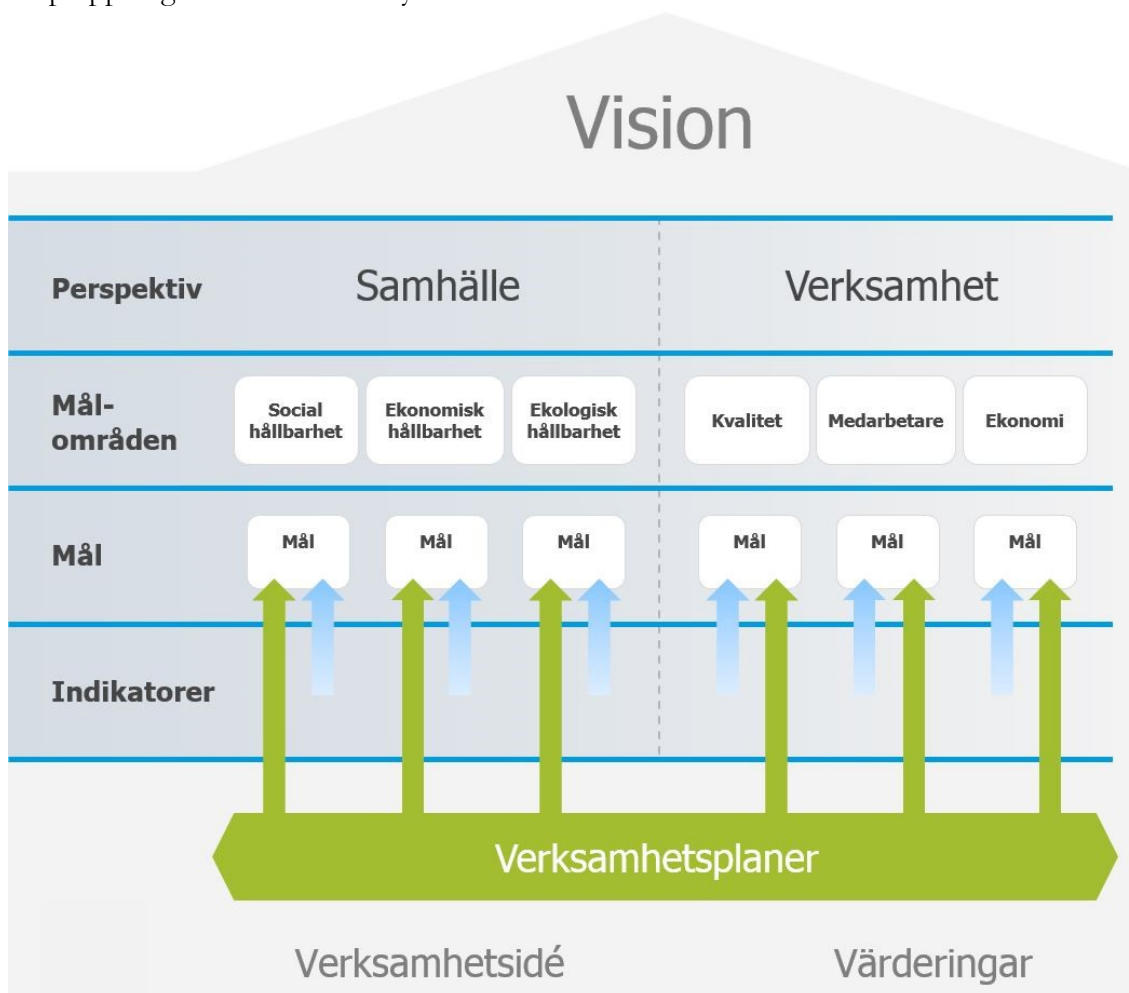 Vision
Perspektiv
Samhälle
Verksamhet
Mål-
områden
Social
hållbarhet
Ekonomisk
hållbarhet
Ekologisk
hållbarhet
Kvalitet
Medarbetare
Ekonomi
Mål
Mål
Mål
Mål
Mål
Mål
Mål
Indikatorer
Verksamhetsplaner
Verksamhetsidé
Värderingar